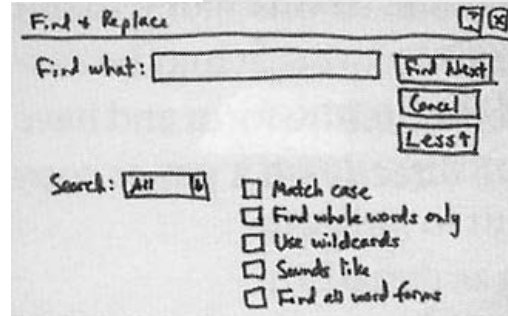 Find & Replace ? X
Find what: Find Next
Cancel
Less↑
Search: All
Match case
Find whole words only
Use wildcards
Sounds like
Find all word forms